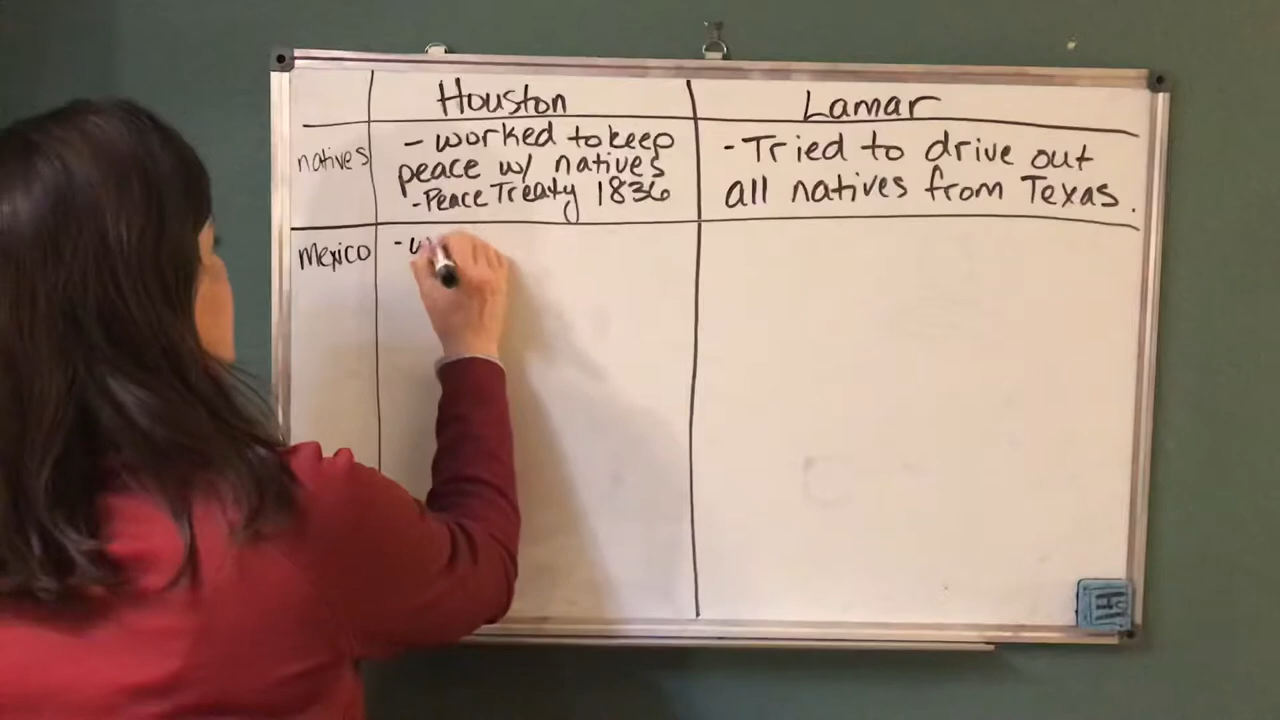 Houston
Lamar
natives
- worked to keep
peace w/ natives
- Peace Treaty 1836
- Tried to drive out
all natives from Texas.
Mexico